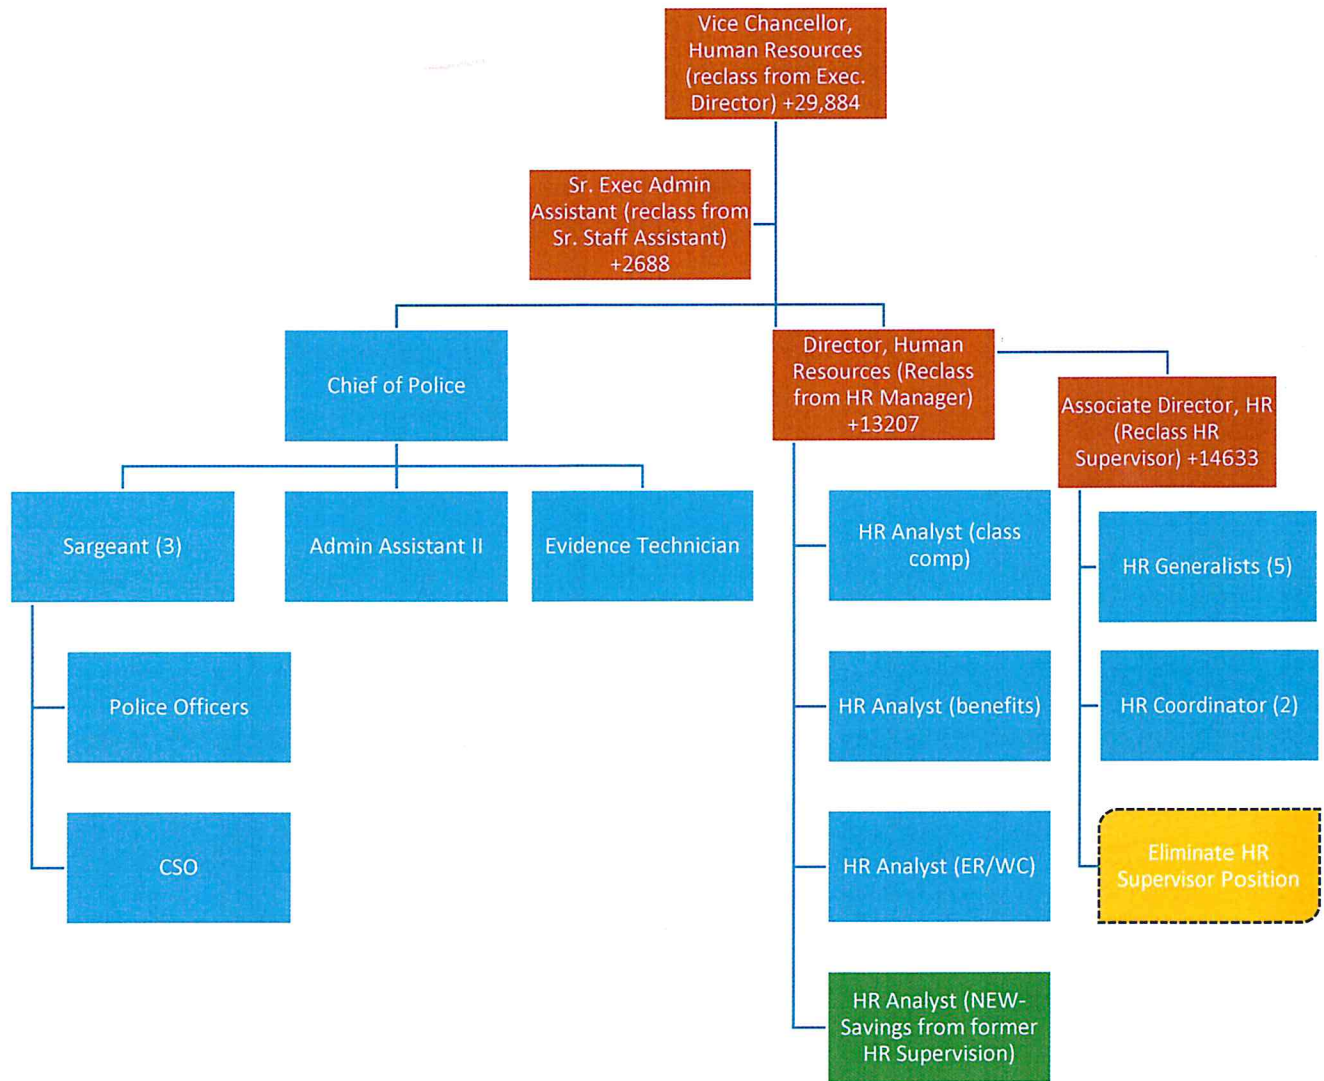 Vice Chancellor,
Human Resources
(reclass from Exec.
Director) +29,884
Sr. Exec Admin
Assistant (reclass from
Sr. Staff Assistant)
+2688
Chief of Police
Director, Human
Resources (Reclass
from HR Manager)
+13207
Associate Director, HR
(Reclass HR
Supervisor) +14633
Sargeant (3)
Admin Assistant II
Evidence Technician
HR Analyst (class
comp)
HR Generalists (5)
Police Officers
HR Analyst (benefits)
HR Coordinator (2)
CSO
HR Analyst (ER/WC)
Eliminate HR
Supervisor Position
HR Analyst (NEW-
Savings from former
HR Supervision)